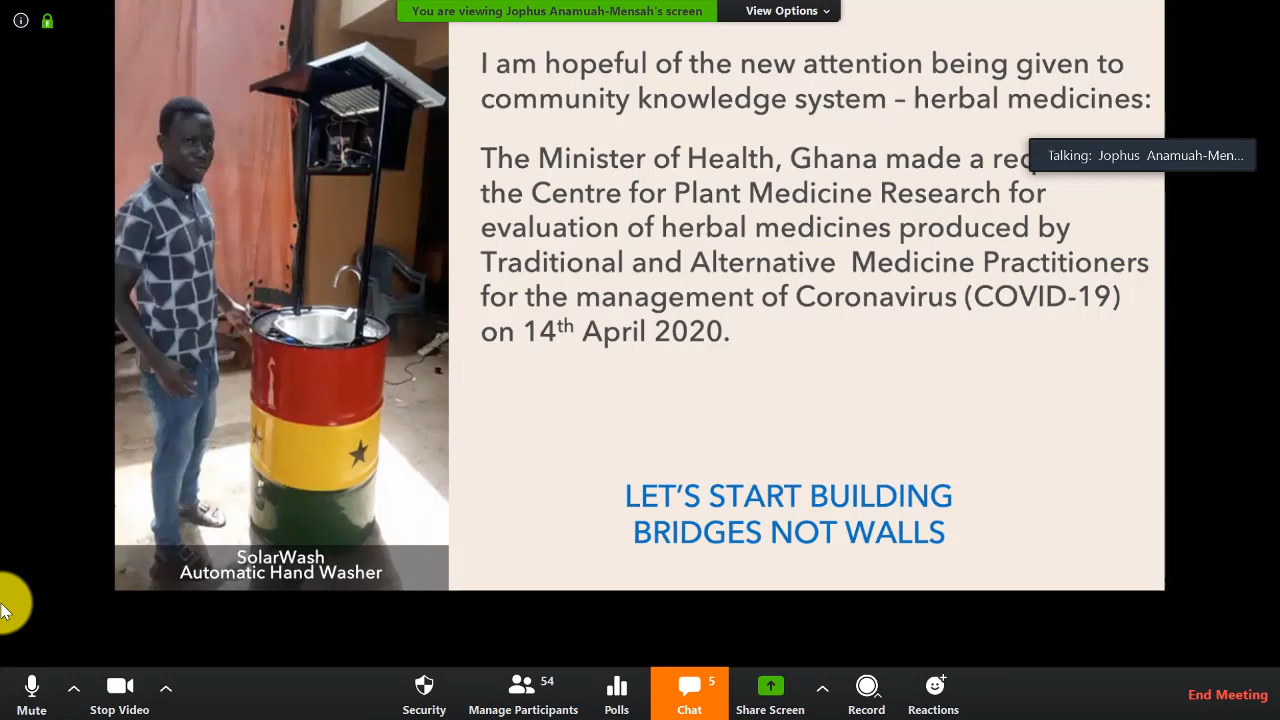 You are viewing Jophus Anamuah-Mensah's screen
View Options
I am hopeful of the new attention being given to
community knowledge system – herbal medicines:
The Minister of Health, Ghana made a
Talking: Jophus Anamuah-Men...
the Centre for Plant Medicine Research for
evaluation of herbal medicines produced by
Traditional and Alternative Medicine Practitioners
for the management of Coronavirus (COVID-19)
on 14th April 2020.
LET'S START BUILDING
BRIDGES NOT WALLS
SolarWash
Automatic Hand Washer
Mute
Stop Video
Security
54
Manage Participants
Polls
5
Chat
Share Screen
Record
Reactions
End Meeting